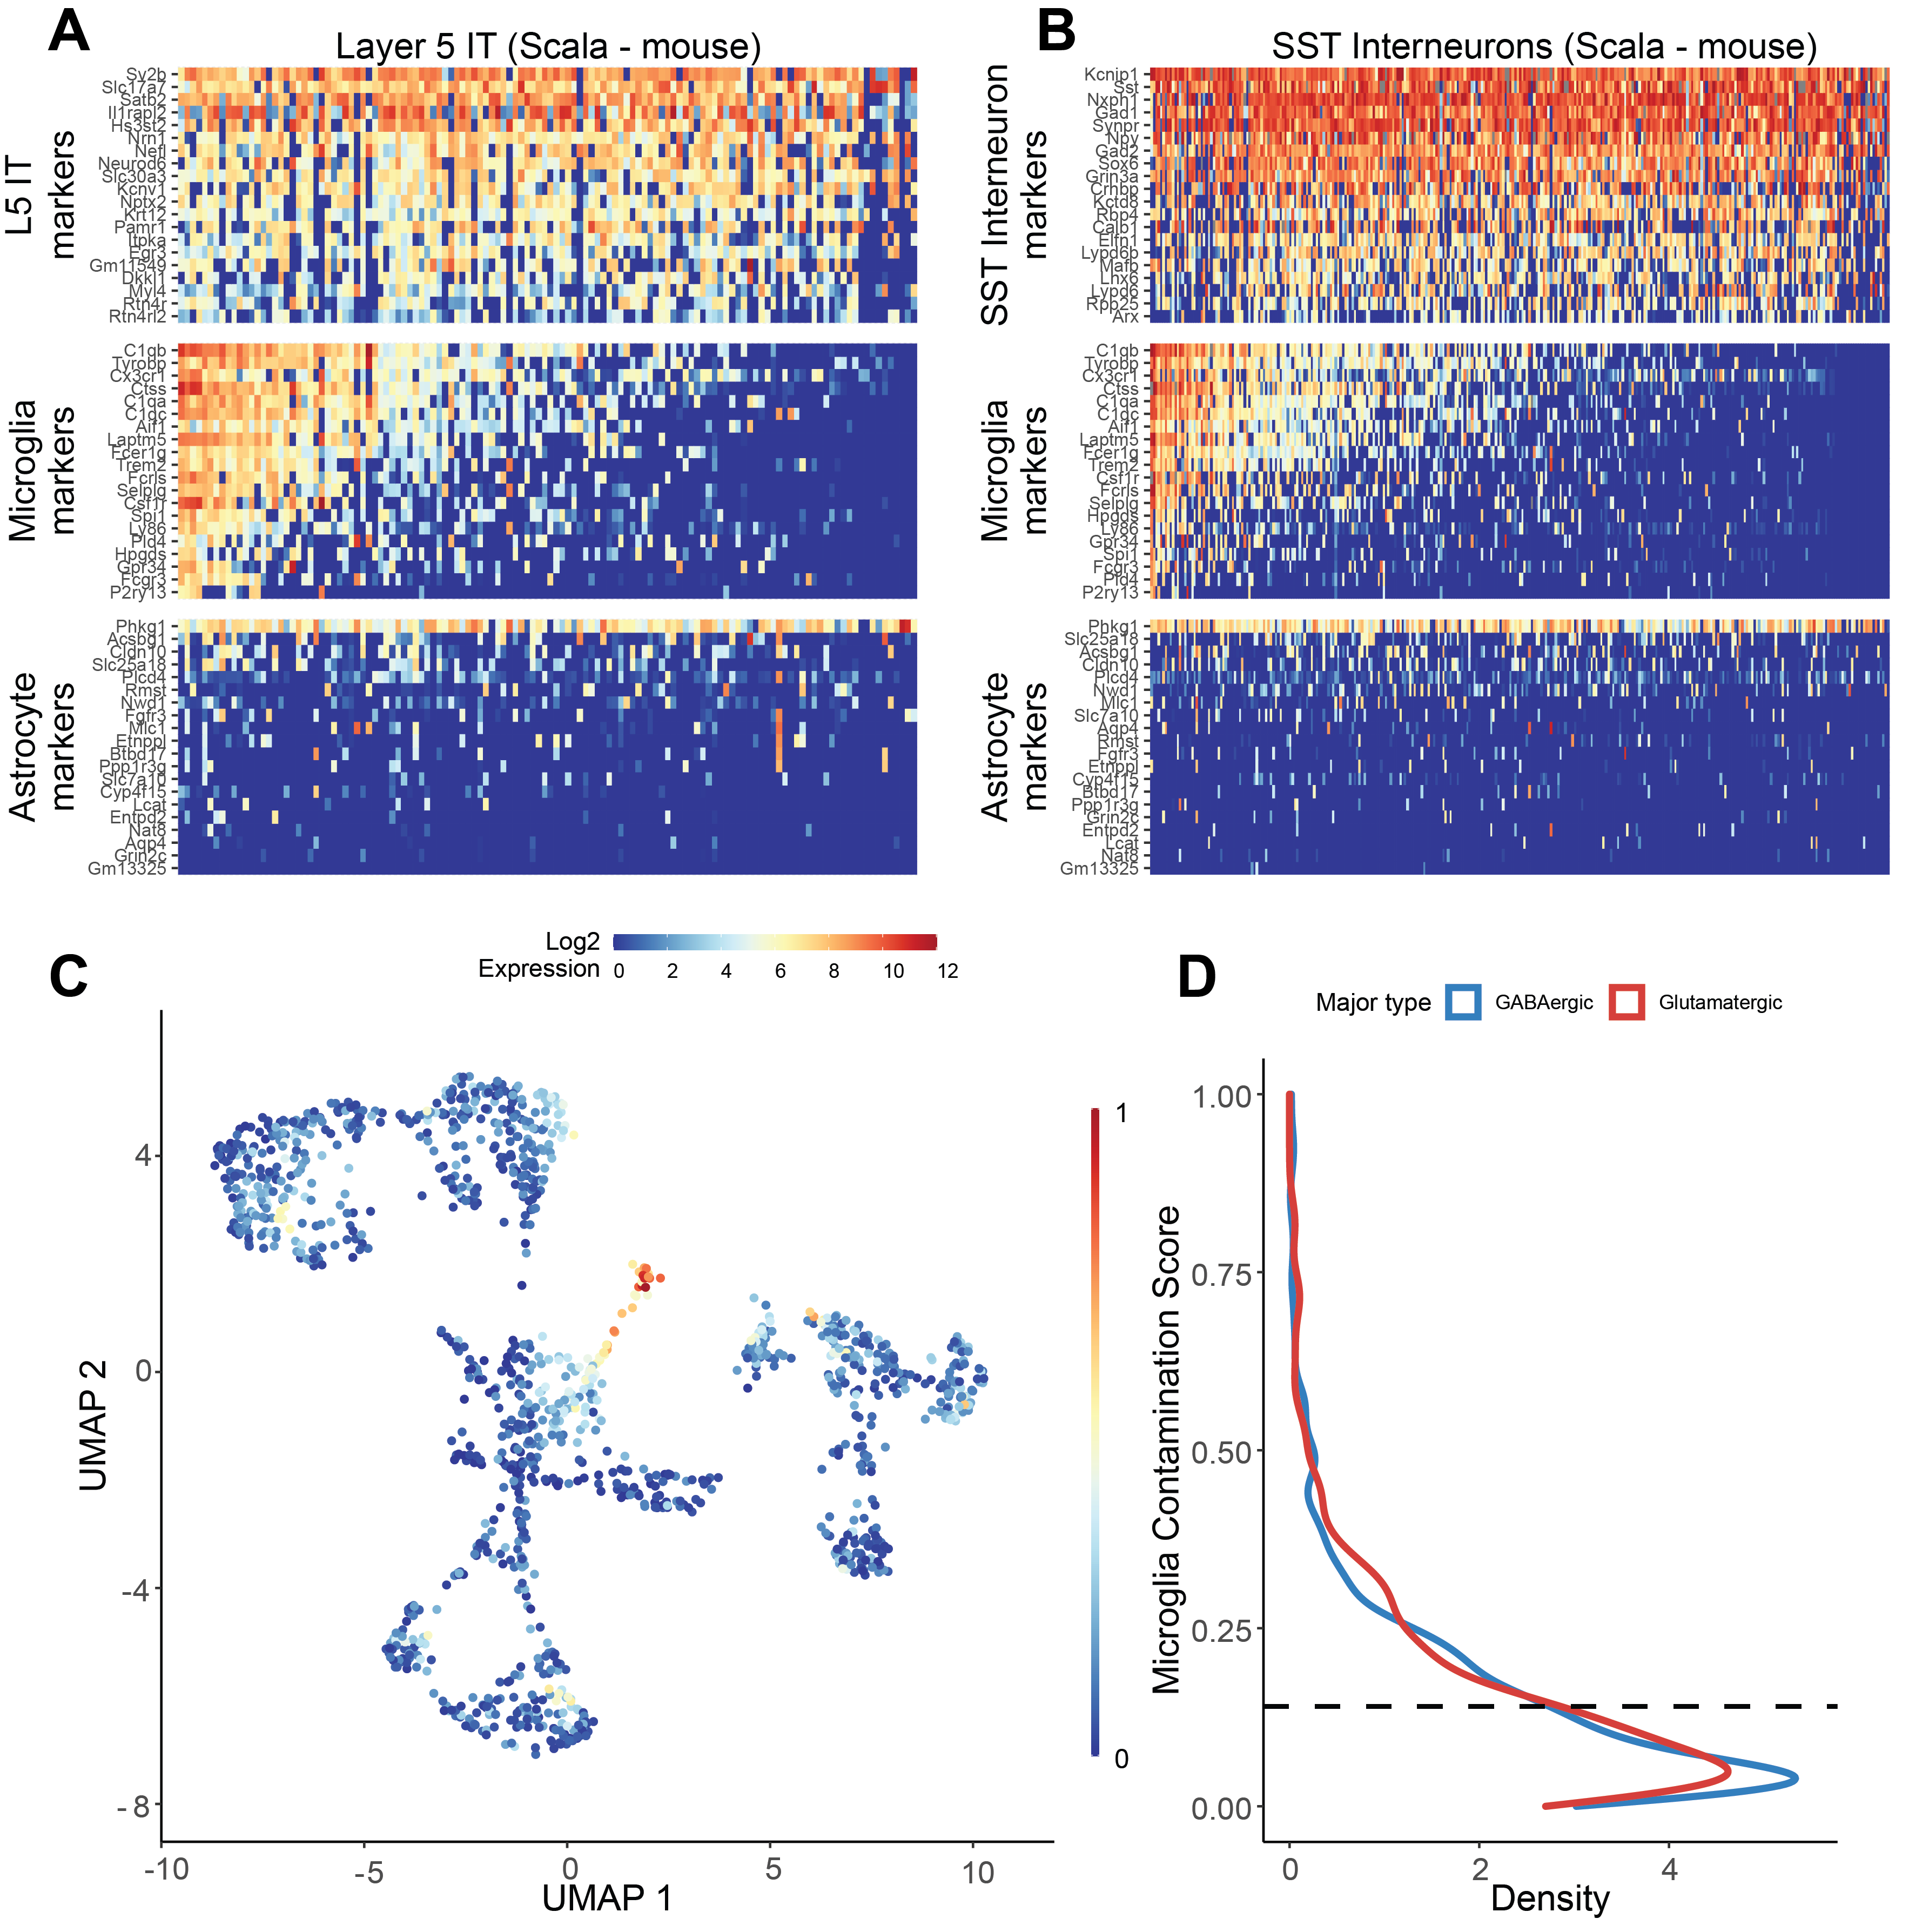 A
Layer 5 IT (Scala - mouse)
L5 IT
markers
Sv2b
Slc17a7
Satb2
Il1rapl2
Hs3st2
Nrn1
Nefl
Neurod6
Slc30a3
Kcnv1
Nptx2
Krt12
Pamr1
Itpka
Egr3
Gm11549
Dkkl1
Myl4
Rtn4r
Rtn4rl2
Microglia
markers
C1qb
Tyrobp
Cx3cr1
Ctss
C1qa
C1qc
Aif1
Laptm5
Fcer1g
Trem2
Fcrls
Selplg
Csf1r
Spi1
Ly86
Pld4
Hpgds
Gpr34
Fcgr3
P2ry13
Astrocyte
markers
Phkg1
Acsbg1
Cldn10
Slc25a18
Plcd4
Rmst
Nwd1
Fgfr3
Mlc1
Etnppl
Btbd17
Ppp1r3g
Slc7a10
Cyp4f15
Lcat
Entpd2
Nat8
Aqp4
Grin2c
Gm13325
B
SST Interneurons (Scala - mouse)
SST Interneuron
markers
Kcnip1
Sst
Nxph1
Gad1
Synpr
Npy
Gad2
Sox6
Grin3a
Crhbp
Kctd8
Rbp4
Calb1
Elfn1
Lypd6b
Mafb
Lhx6
Lypd6
Rpp25
Arx
Microglia
markers
C1qb
Tyrobp
Cx3cr1
Ctss
C1qa
C1qc
Aif1
Laptm5
Fcer1g
Trem2
Csf1r
Fcrls
Selplg
Hpgds
Ly86
Gpr34
Spi1
Fcgr3
Pld4
P2ry13
Astrocyte
markers
Phkg1
Slc25a18
Acsbg1
Cldn10
Plcd4
Nwd1
Mlc1
Slc7a10
Aqp4
Rmst
Fgfr3
Etnppl
Cyp4f15
Btbd17
Ppp1r3g
Grin2c
Entpd2
Lcat
Nat8
Gm13325
Log2
Expression
0 2 4 6 8 10 12
C
UMAP 2
4
0
-4
-8
-10 -5 0 5 10
UMAP 1
1
0
D
Major type GABAergic Glutamatergic
Microglia Contamination Score
1.00
0.75
0.50
0.25
0.00
0 2 4
Density